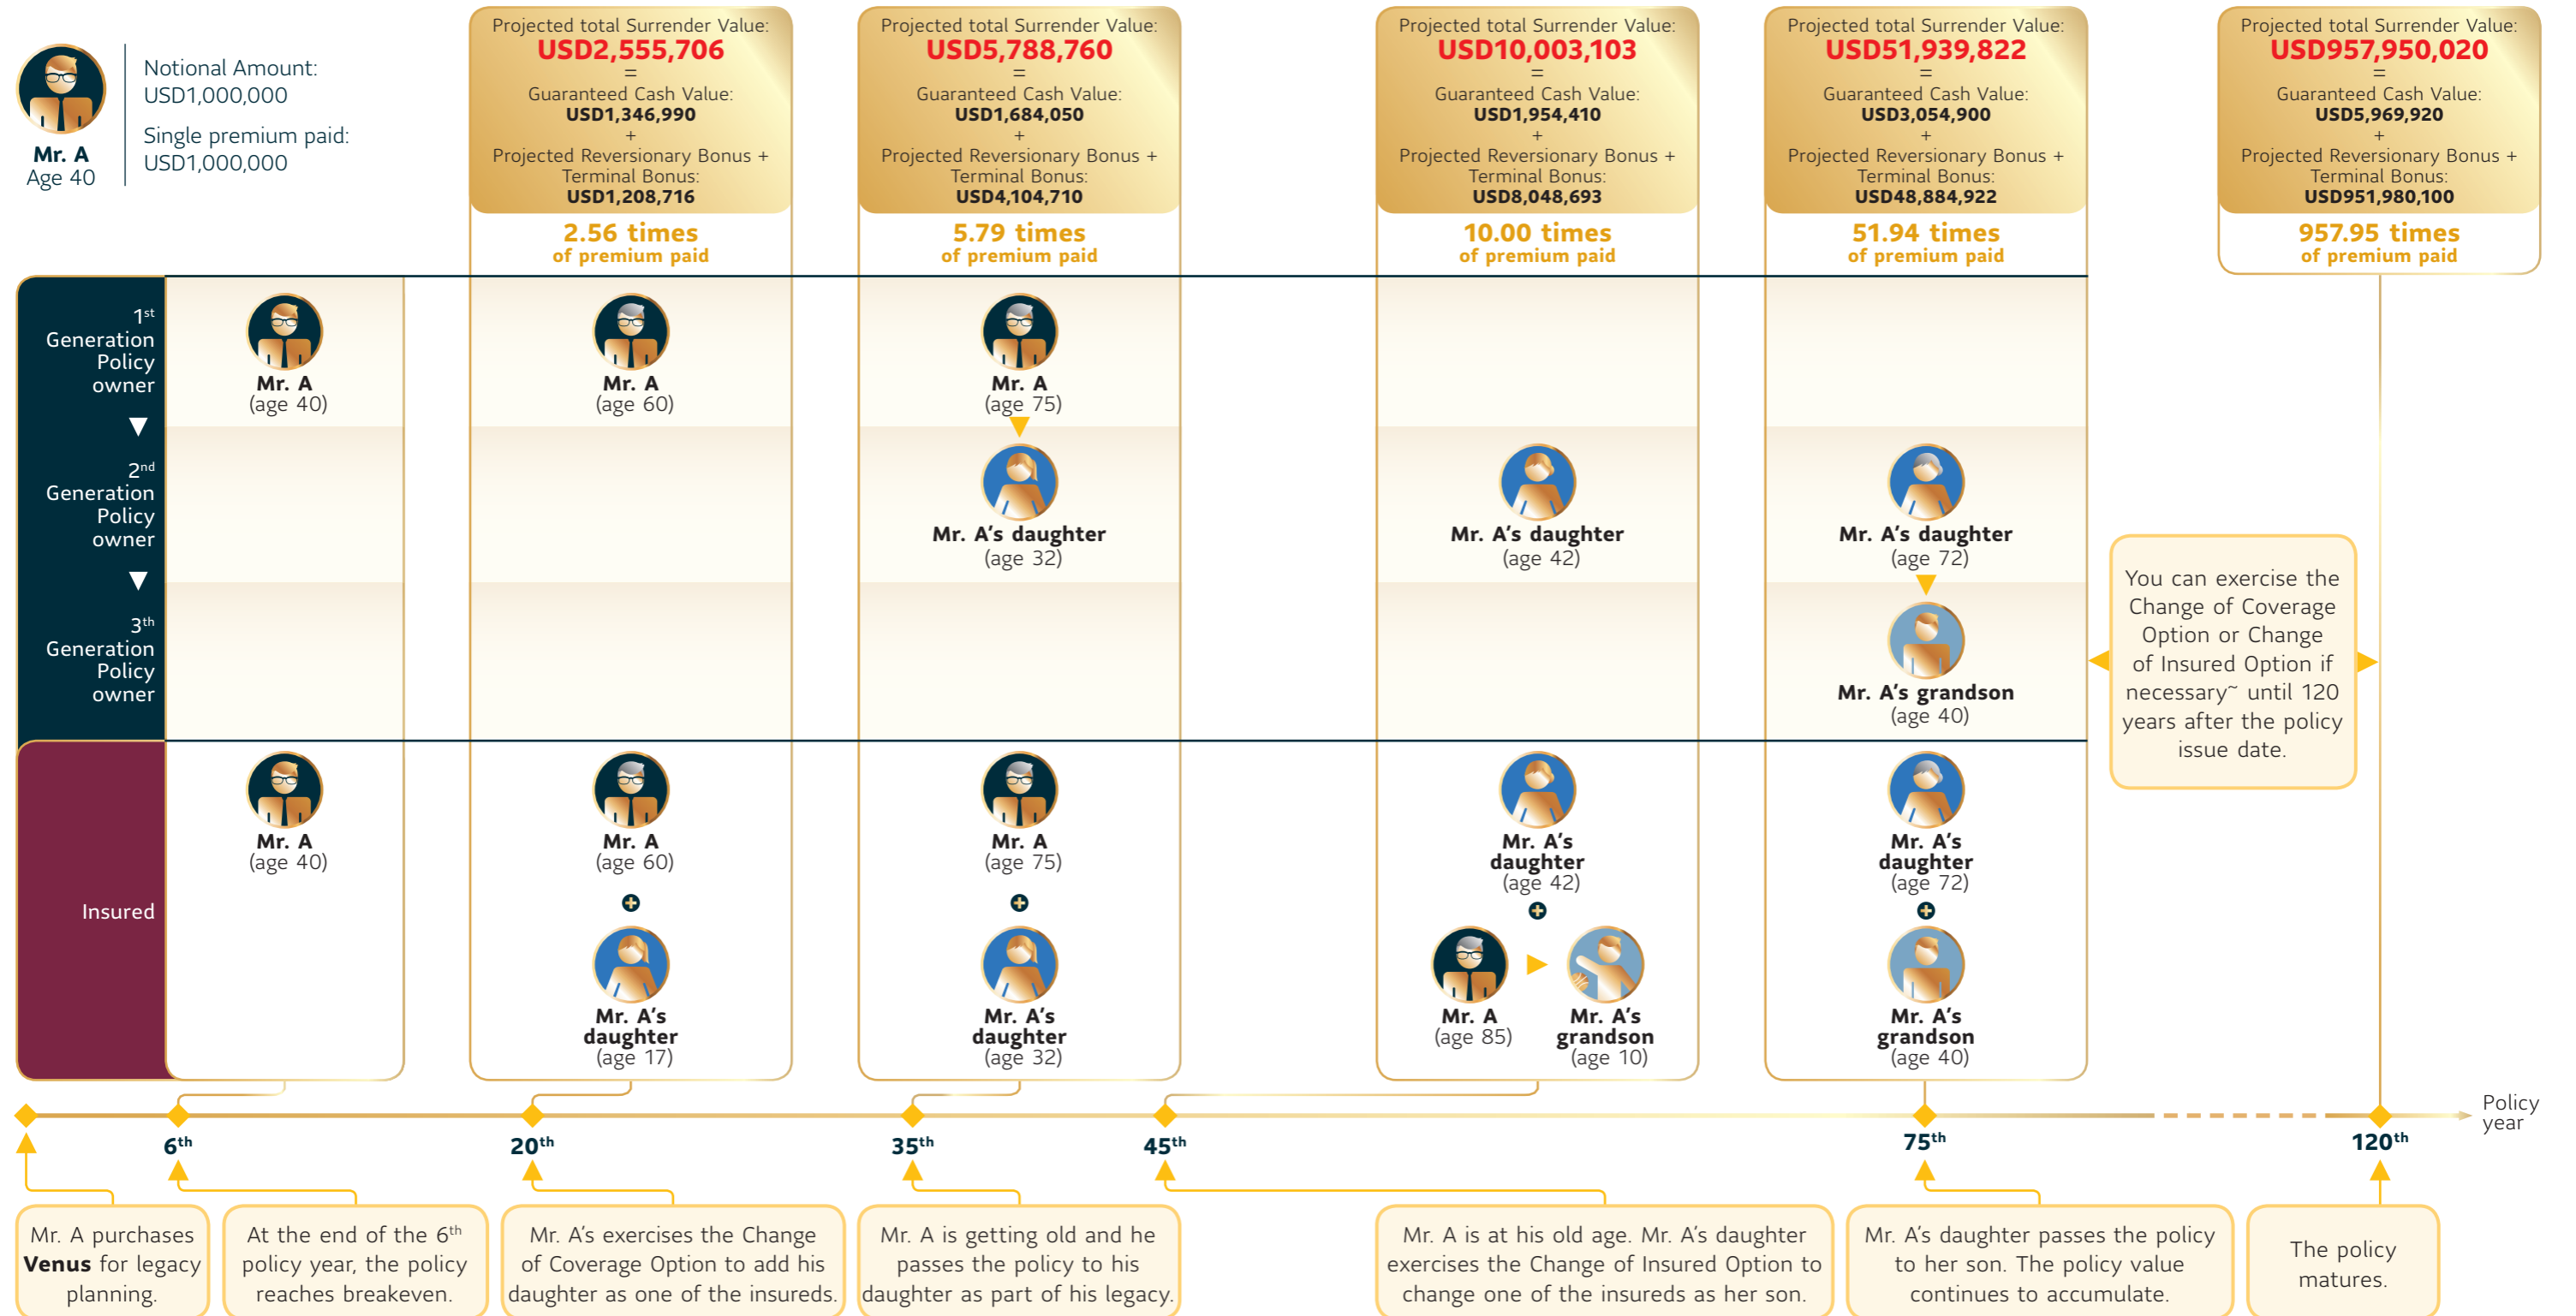 Mr. A
Age 40
Notional Amount:
USD1,000,000
Single premium paid:
USD1,000,000
Projected total Surrender Value:
USD2,555,706
=
Guaranteed Cash Value:
USD1,346,990
+
Projected Reversionary Bonus +
Terminal Bonus:
USD1,208,716
2.56 times
of premium paid
Projected total Surrender Value:
USD5,788,760
=
Guaranteed Cash Value:
USD1,684,050
+
Projected Reversionary Bonus +
Terminal Bonus:
USD4,104,710
5.79 times
of premium paid
Projected total Surrender Value:
USD10,003,103
=
Guaranteed Cash Value:
USD1,954,410
+
Projected Reversionary Bonus +
Terminal Bonus:
USD8,048,693
10.00 times
of premium paid
Projected total Surrender Value:
USD51,939,822
=
Guaranteed Cash Value:
USD3,054,900
+
Projected Reversionary Bonus +
Terminal Bonus:
USD48,884,922
51.94 times
of premium paid
Projected total Surrender Value:
USD957,950,020
=
Guaranteed Cash Value:
USD5,969,920
+
Projected Reversionary Bonus +
Terminal Bonus:
USD951,980,100
957.95 times
of premium paid
1st
Generation
Policy
owner
Mr. A
(age 40)
Mr. A
(age 60)
Mr. A
(age 75)
2nd
Generation
Policy
owner
Mr. A's daughter
(age 32)
Mr. A's daughter
(age 42)
Mr. A's daughter
(age 72)
3th
Generation
Policy
owner
Mr. A's grandson
(age 40)
You can exercise the
Change of Coverage
Option or Change
of Insured Option if
necessary~ until 120
years after the policy
issue date.
Insured
Mr. A
(age 40)
Mr. A
(age 60)
+
Mr. A's
daughter
(age 17)
Mr. A
(age 75)
+
Mr. A's
daughter
(age 32)
Mr. A's
daughter
(age 42)
+
Mr. A
(age 85)
Mr. A's
grandson
(age 10)
Mr. A's
daughter
(age 72)
+
Mr. A's
grandson
(age 40)
Policy
year
6th
20th
35th
45th
75th
120th
Mr. A purchases
Venus for legacy
planning.
At the end of the 6th
policy year, the policy
reaches breakeven.
Mr. A's exercises the Change
of Coverage Option to add his
daughter as one of the insureds.
Mr. A is getting old and he
passes the policy to his
daughter as part of his legacy.
Mr. A is at his old age. Mr. A's daughter
exercises the Change of Insured Option to
change one of the insureds as her son.
Mr. A's daughter passes the policy
to her son. The policy value
continues to accumulate.
The policy
matures.